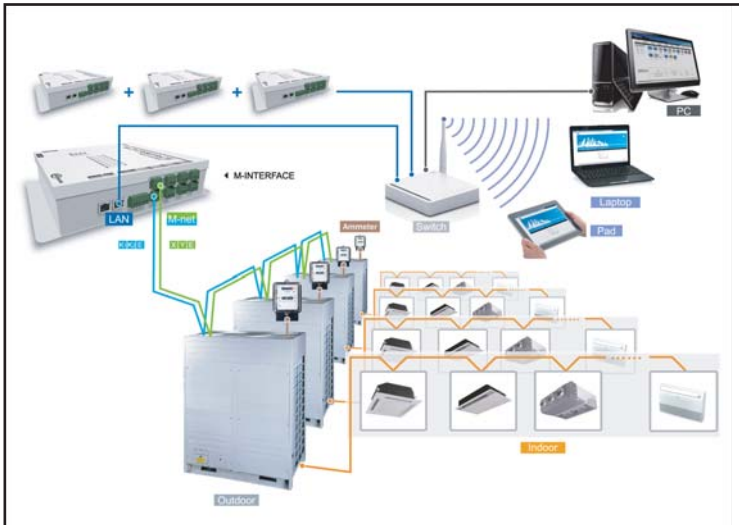 +
+
+
PC
◀ M-INTERFACE
LAN
M-net
Switch
Laptop
Pad
Ammeter
X Y E
Indoor
Outdoor